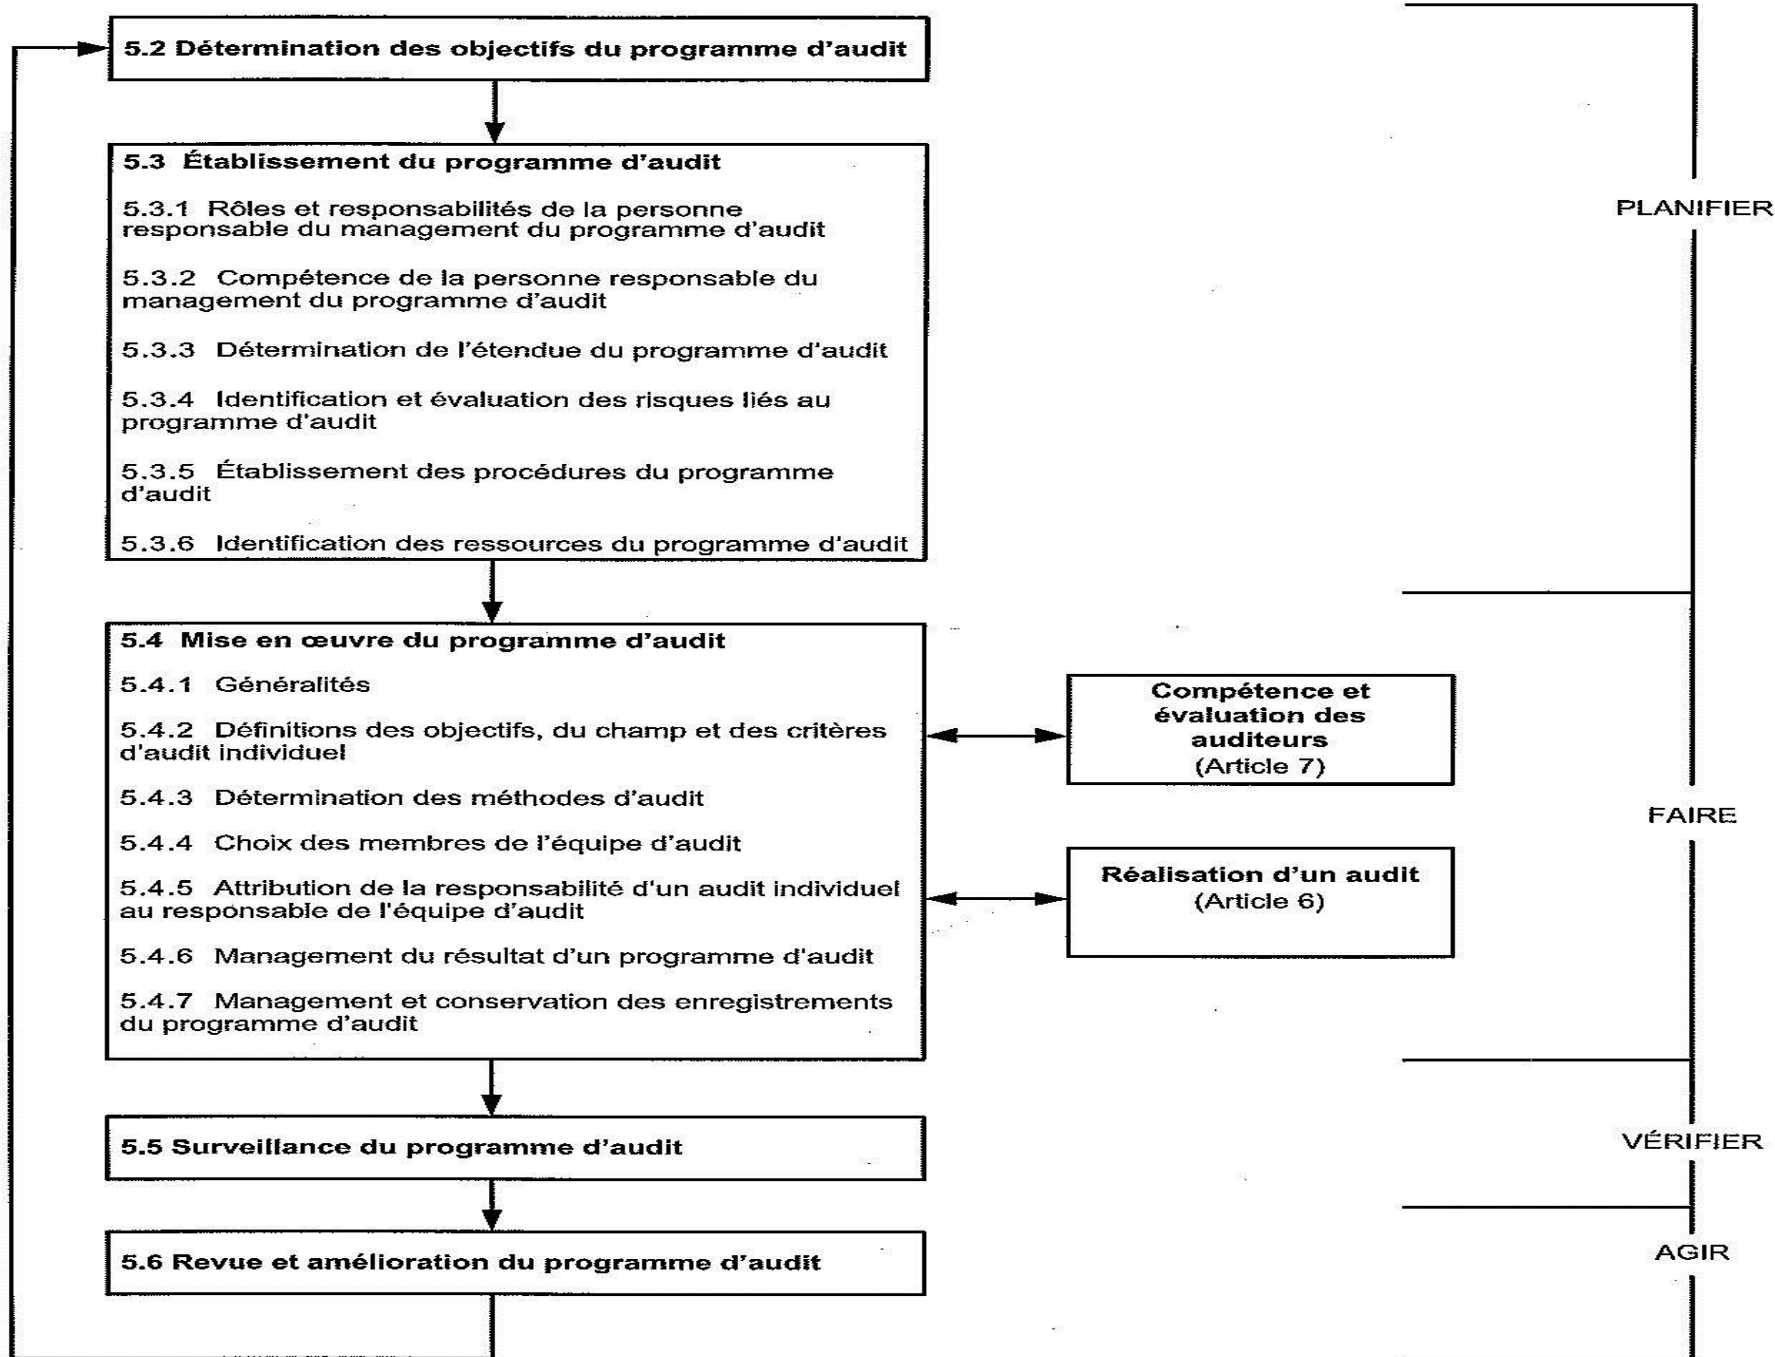 5.2 Détermination des objectifs du programme d'audit
5.3 Établissement du programme d'audit
5.3.1 Rôles et responsabilités de la personne
responsable du management du programme d'audit
5.3.2 Compétence de la personne responsable du
management du programme d'audit
5.3.3 Détermination de l'étendue du programme d'audit
5.3.4 Identification et évaluation des risques liés au
programme d'audit
5.3.5 Établissement des procédures du programme
d'audit
5.3.6 Identification des ressources du programme d'audit
PLANIFIER
5.4 Mise en œuvre du programme d'audit
5.4.1 Généralités
5.4.2 Définitions des objectifs, du champ et des critères
d'audit individuel
5.4.3 Détermination des méthodes d'audit
5.4.4 Choix des membres de l'équipe d'audit
5.4.5 Attribution de la responsabilité d'un audit individuel
au responsable de l'équipe d'audit
5.4.6 Management du résultat d'un programme d'audit
5.4.7 Management et conservation des enregistrements
du programme d'audit
Compétence et
évaluation des
auditeurs
(Article 7)
Réalisation d'un audit
(Article 6)
FAIRE
5.5 Surveillance du programme d'audit
VÉRIFIER
5.6 Revue et amélioration du programme d'audit
AGIR